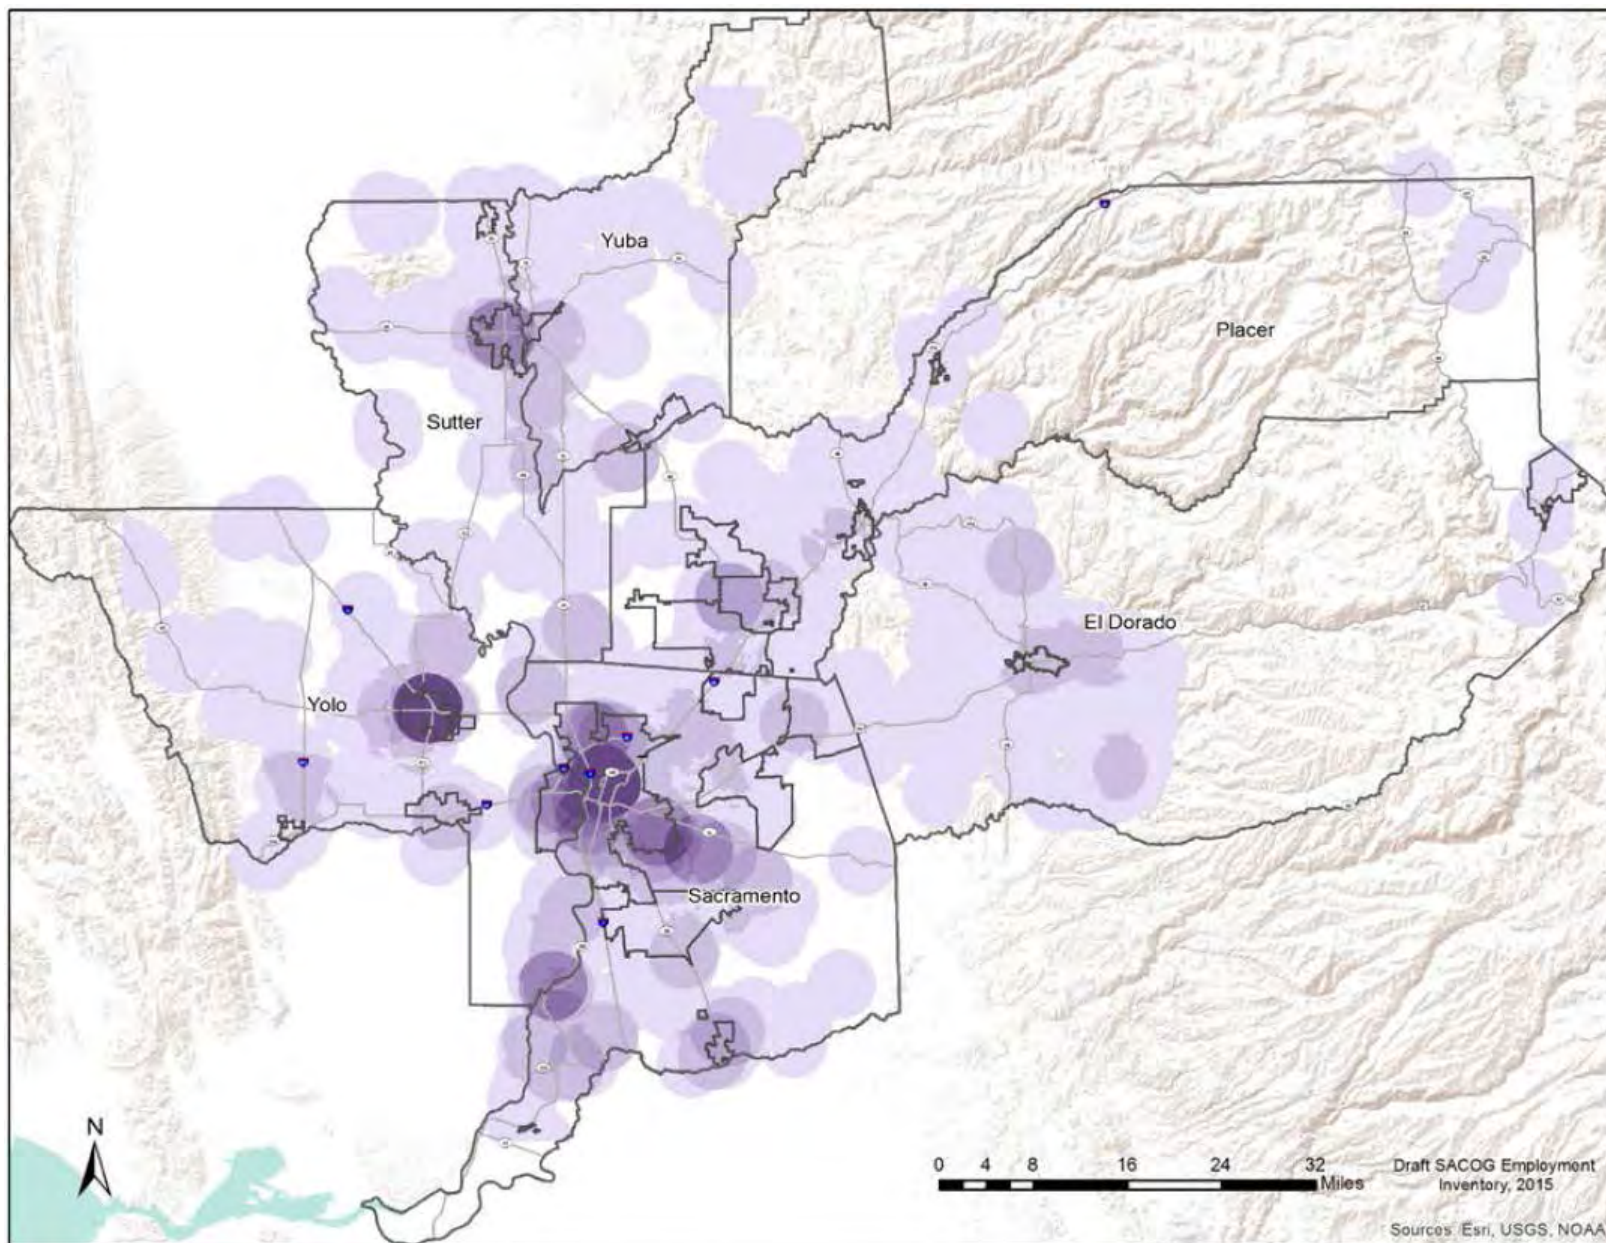 Yuba
Placer
Sutter
El Dorado
Yolo
Sacramento
N
0 4 8 16 24 32
Miles
Draft SACOG Employment
Inventory, 2015
Sources: Esri, USGS, NOAA